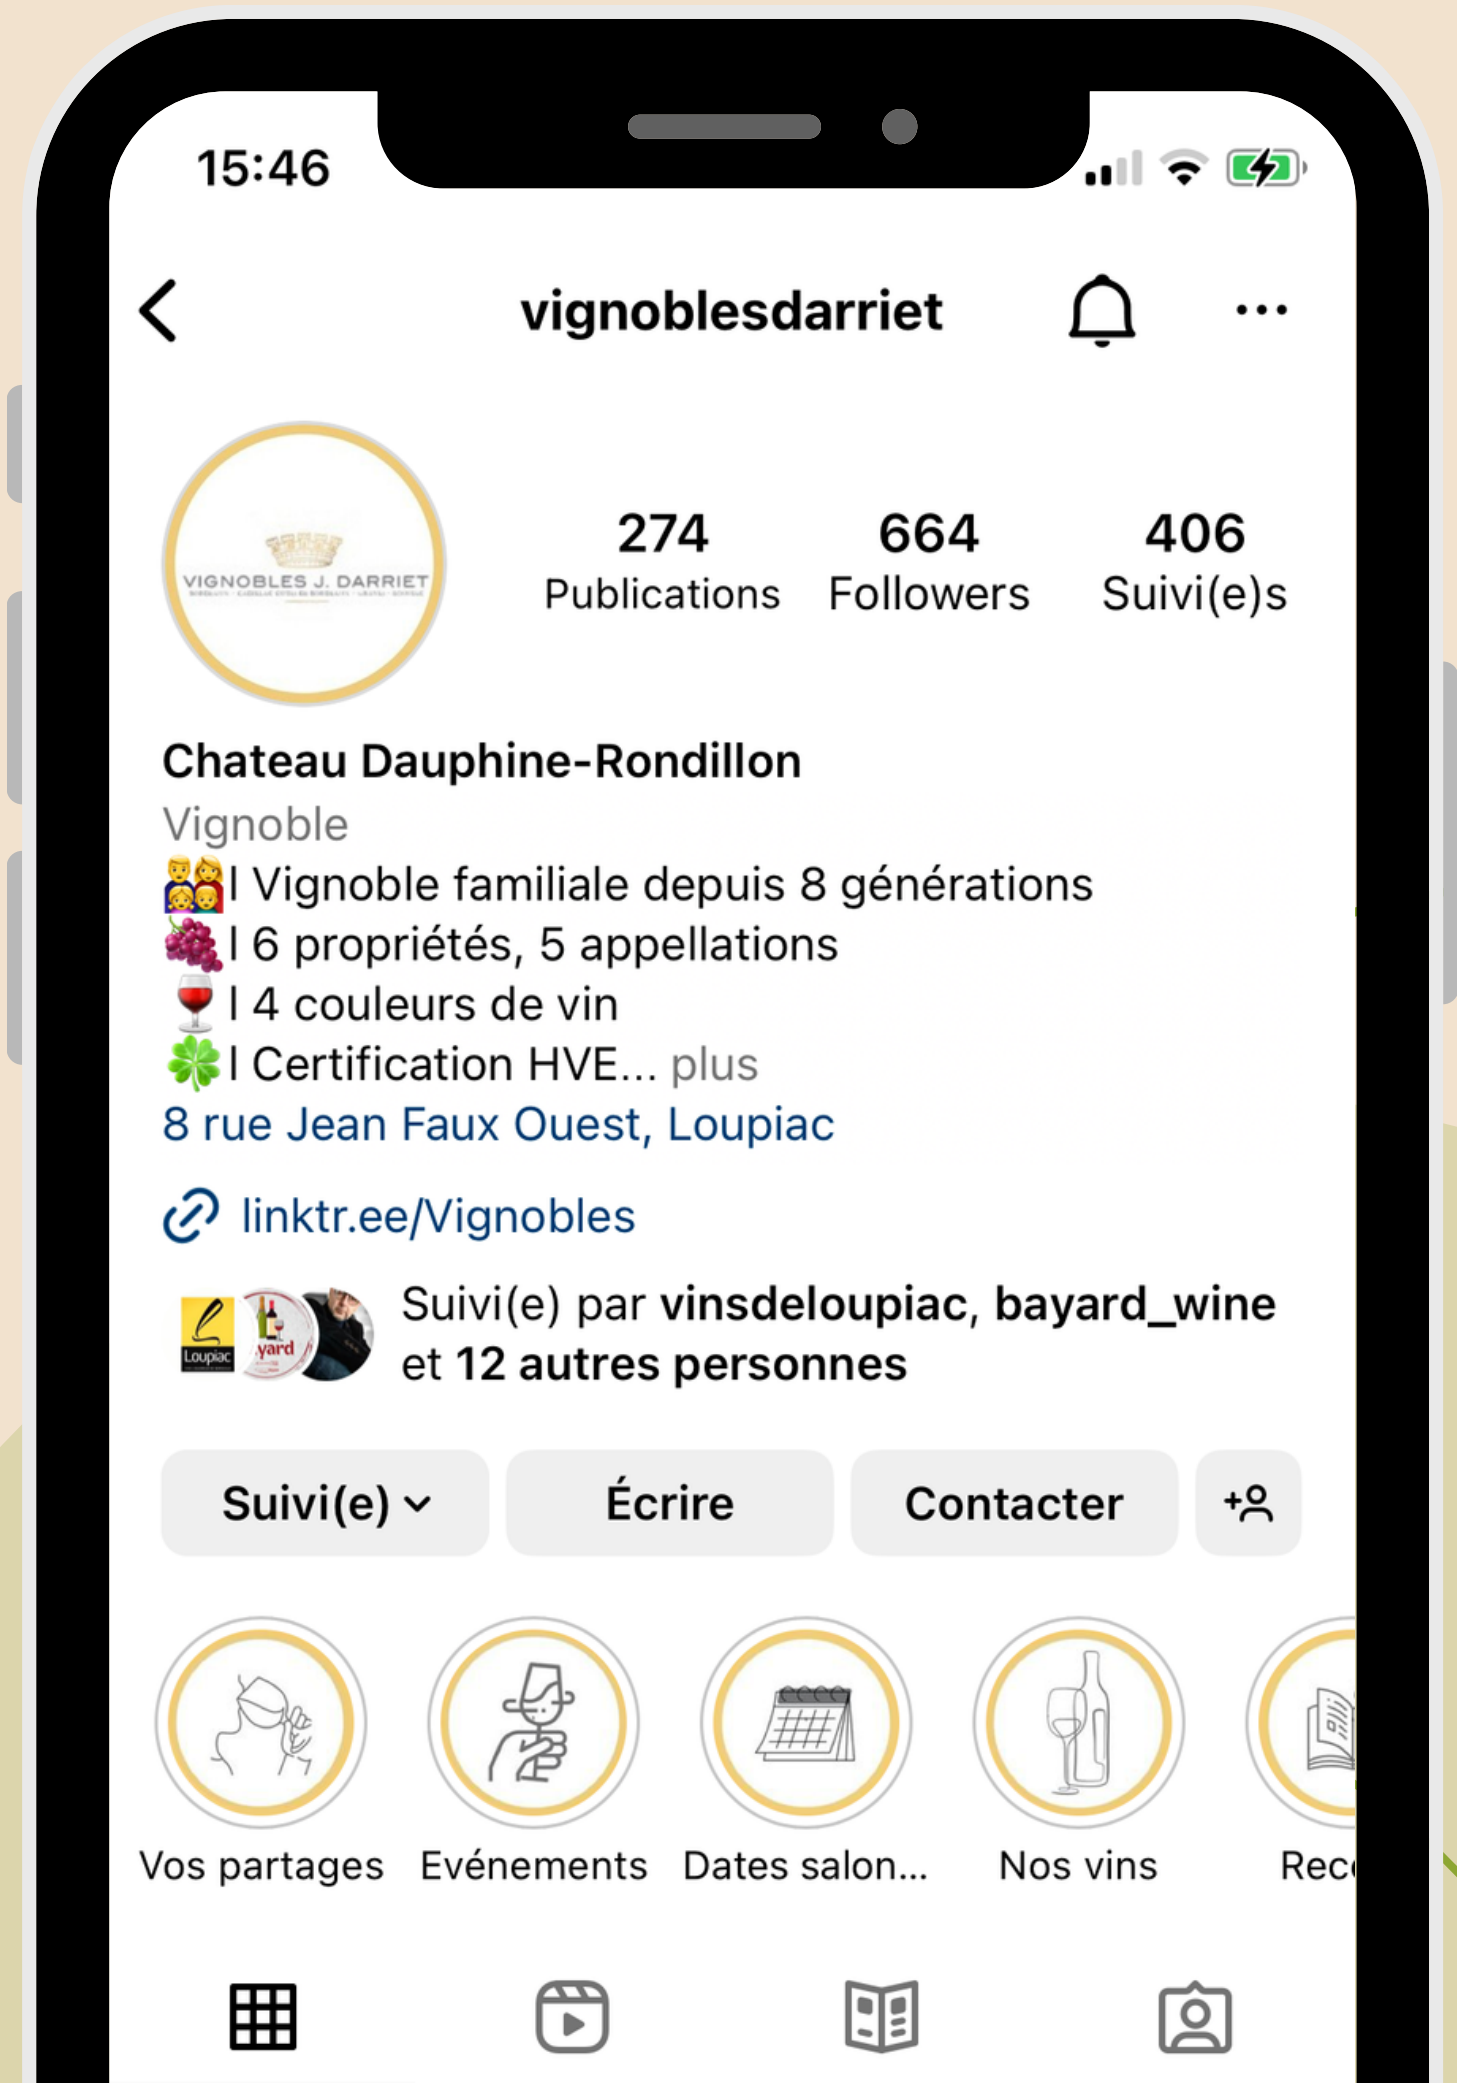 15:46
vignoblesdarriet
VIGNOBLES J. DARRIET
274 664 406
Publications Followers Suivi(e)s
Chateau Dauphine-Rondillon
Vignoble
👨‍👩‍👧‍👦l Vignoble familiale depuis 8 générations
🍇l 6 propriétés, 5 appellations
🍷l 4 couleurs de vin
🍀l Certification HVE... plus
8 rue Jean Faux Ouest, Loupiac
linktr.ee/Vignobles
Loupiac
yard
Suivi(e) par vinsdeloupiac, bayard_wine
et 12 autres personnes
Suivi(e) Écrire Contacter
Vos partages Evénements Dates salon... Nos vins Rec